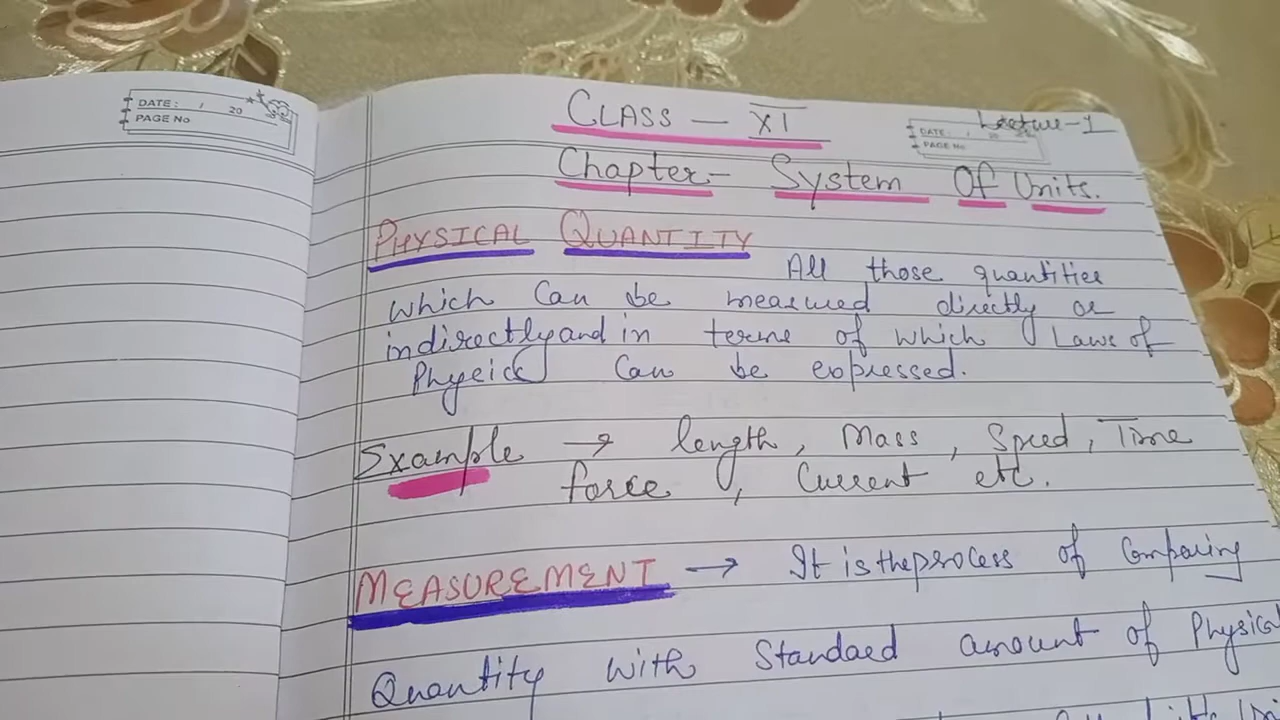 DATE: / 20
PAGE No
CLASS - XI
Lecture-1
DATE:
PAGE No
Chapter- System Of Units.
PHYSICAL QUANTITY
All those quantities
which can be measured directly or
indirectly and in terms of which Laws of
Physics can be expressed.
Example → length, Mass, Speed, Time
force, Current etc.
MEASUREMENT → It is the process of Comparing
Quantity with Standard amount of Physical